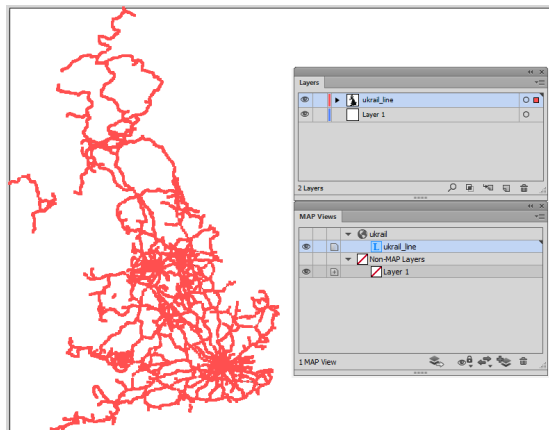 Layers
ukrail_line
Layer 1
2 Layers
MAP Views
ukrail
L ukrail_line
Non-MAP Layers
Layer 1
1 MAP View